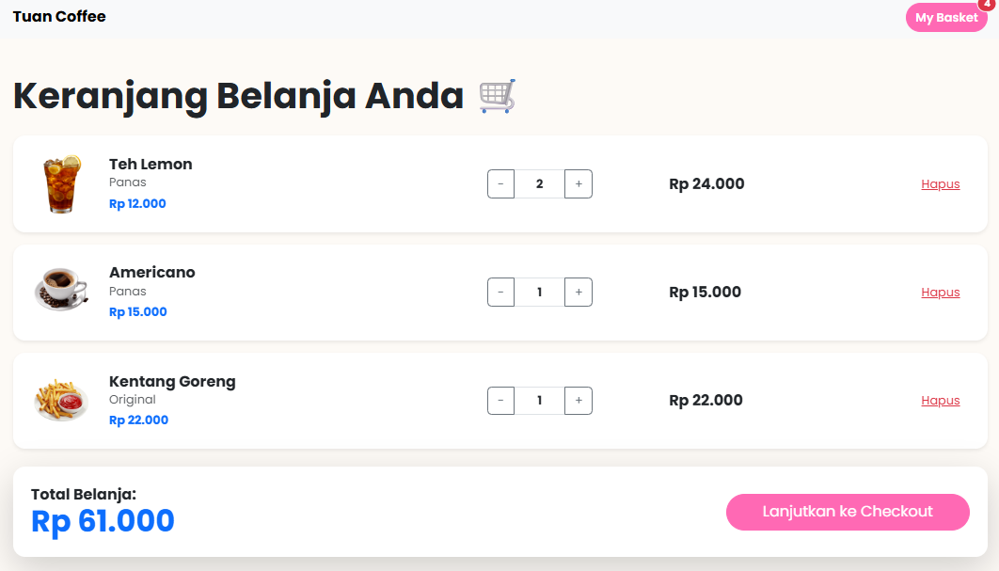 Tuan Coffee
My Basket
4
Keranjang Belanja Anda
Teh Lemon
Panas
Rp 12.000
- 2 +
Rp 24.000
Hapus
Americano
Panas
Rp 15.000
- 1 +
Rp 15.000
Hapus
Kentang Goreng
Original
Rp 22.000
- 1 +
Rp 22.000
Hapus
Total Belanja:
Rp 61.000
Lanjutkan ke Checkout